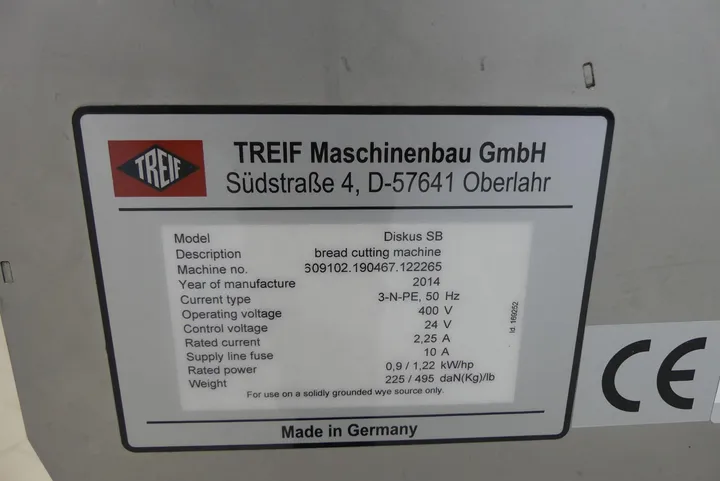 TREIF
TREIF Maschinenbau GmbH
Südstraße 4, D-57641 Oberlahr
Model Diskus SB
Description bread cutting machine
Machine no. 309102.190467.122265
Year of manufacture 2014
Current type 3-N-PE, 50 Hz
Operating voltage 400 V
Control voltage 24 V
Rated current 2,25 A
Supply line fuse 10 A
Rated power 0,9 / 1,22 kW/hp
Weight 225 / 495 daN(Kg)/lb
For use on a solidly grounded wye source only.
Id: 169252
Made in Germany
CE